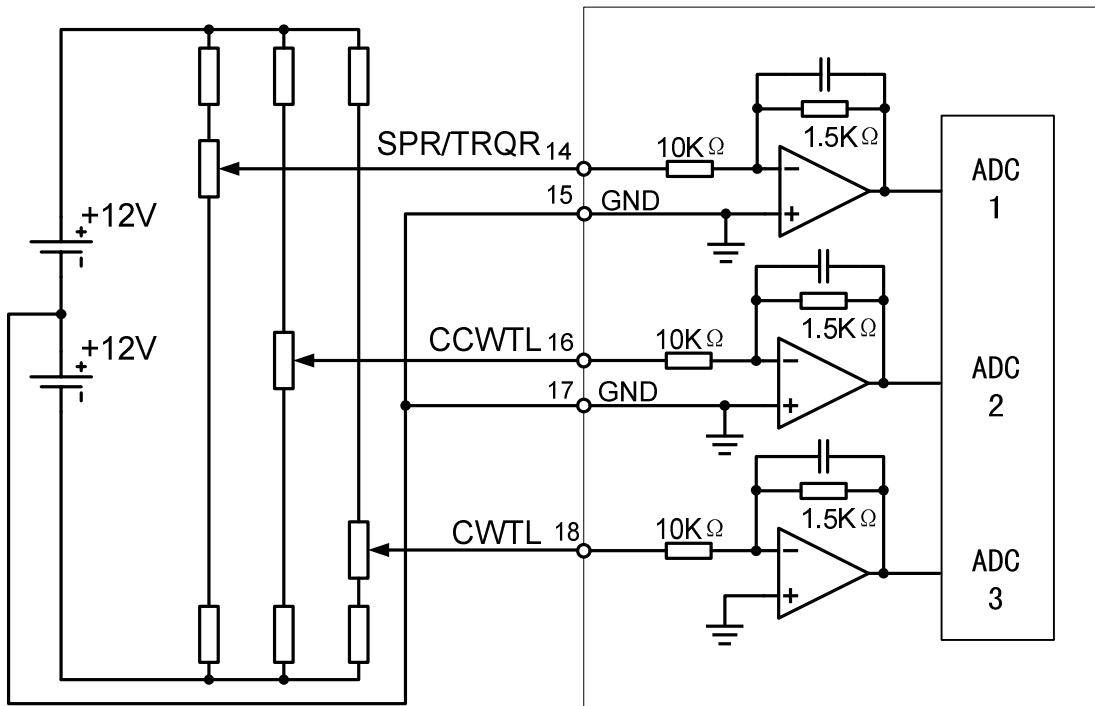 SPR/TRQR 14
10KΩ
1.5KΩ
ADC
1
15 GND
+12V
+
−
−
+
CCWTL 16
10KΩ
1.5KΩ
ADC
2
17 GND
+12V
+
−
−
+
CWTL 18
10KΩ
1.5KΩ
ADC
3
−
+